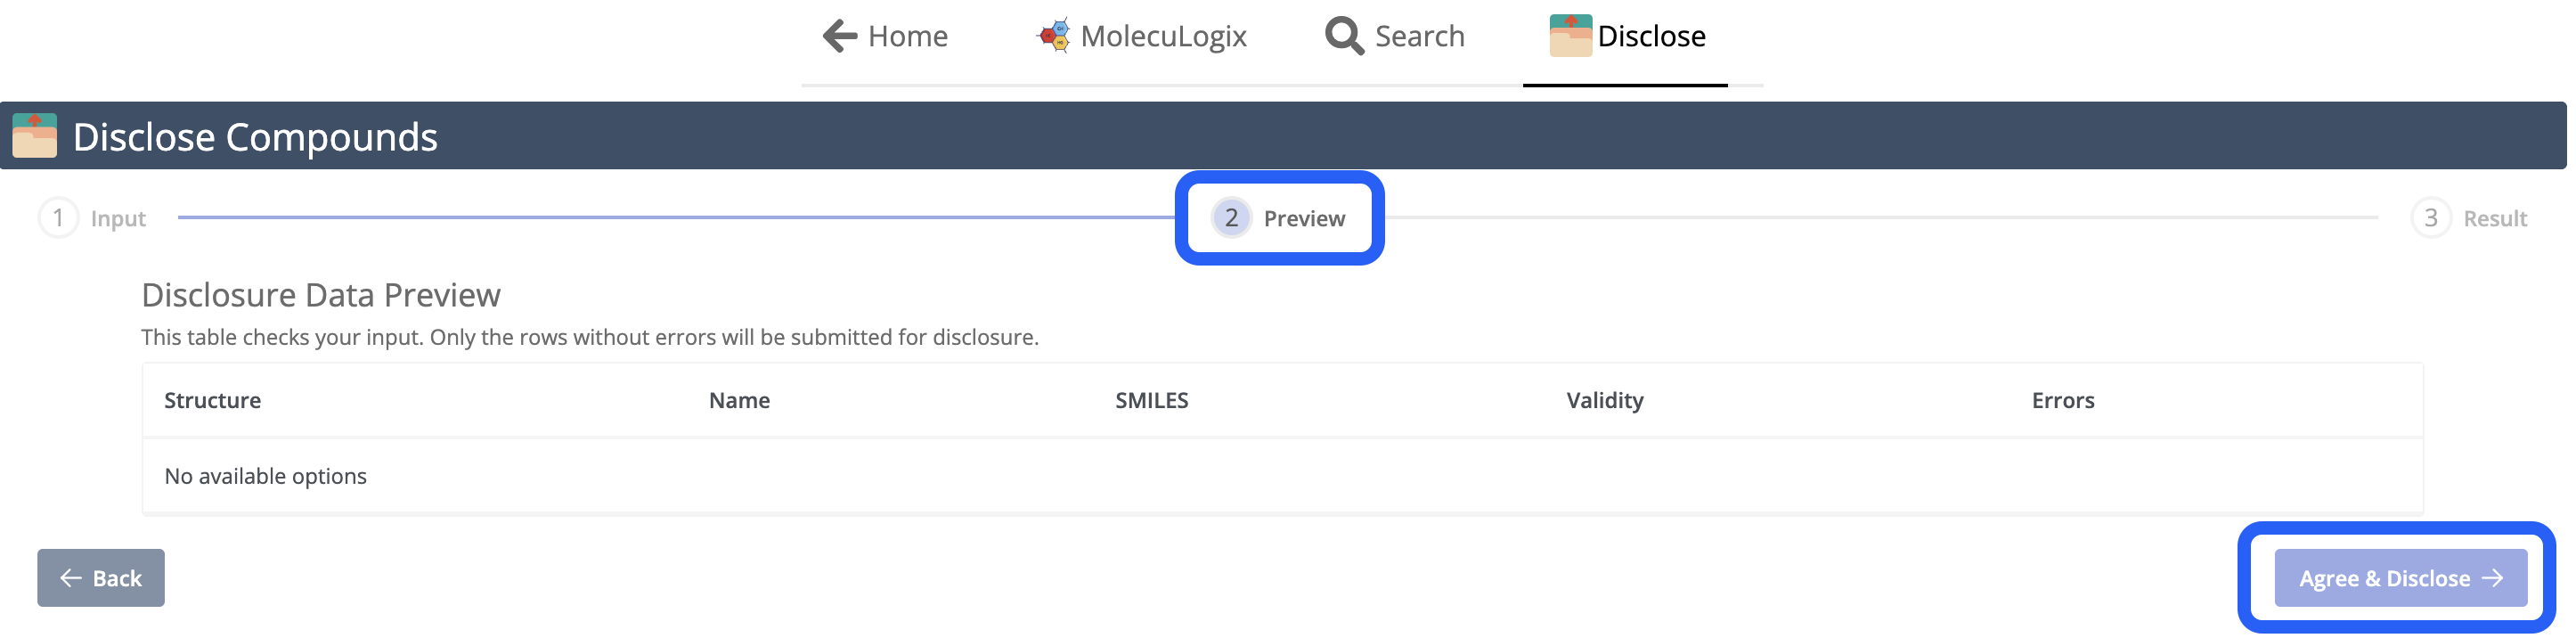 Home MolecuLogix Search Disclose
Disclose Compounds
1 Input 2 Preview 3 Result
Disclosure Data Preview
This table checks your input. Only the rows without errors will be submitted for disclosure.
Structure Name SMILES Validity Errors
No available options
Back Agree & Disclose